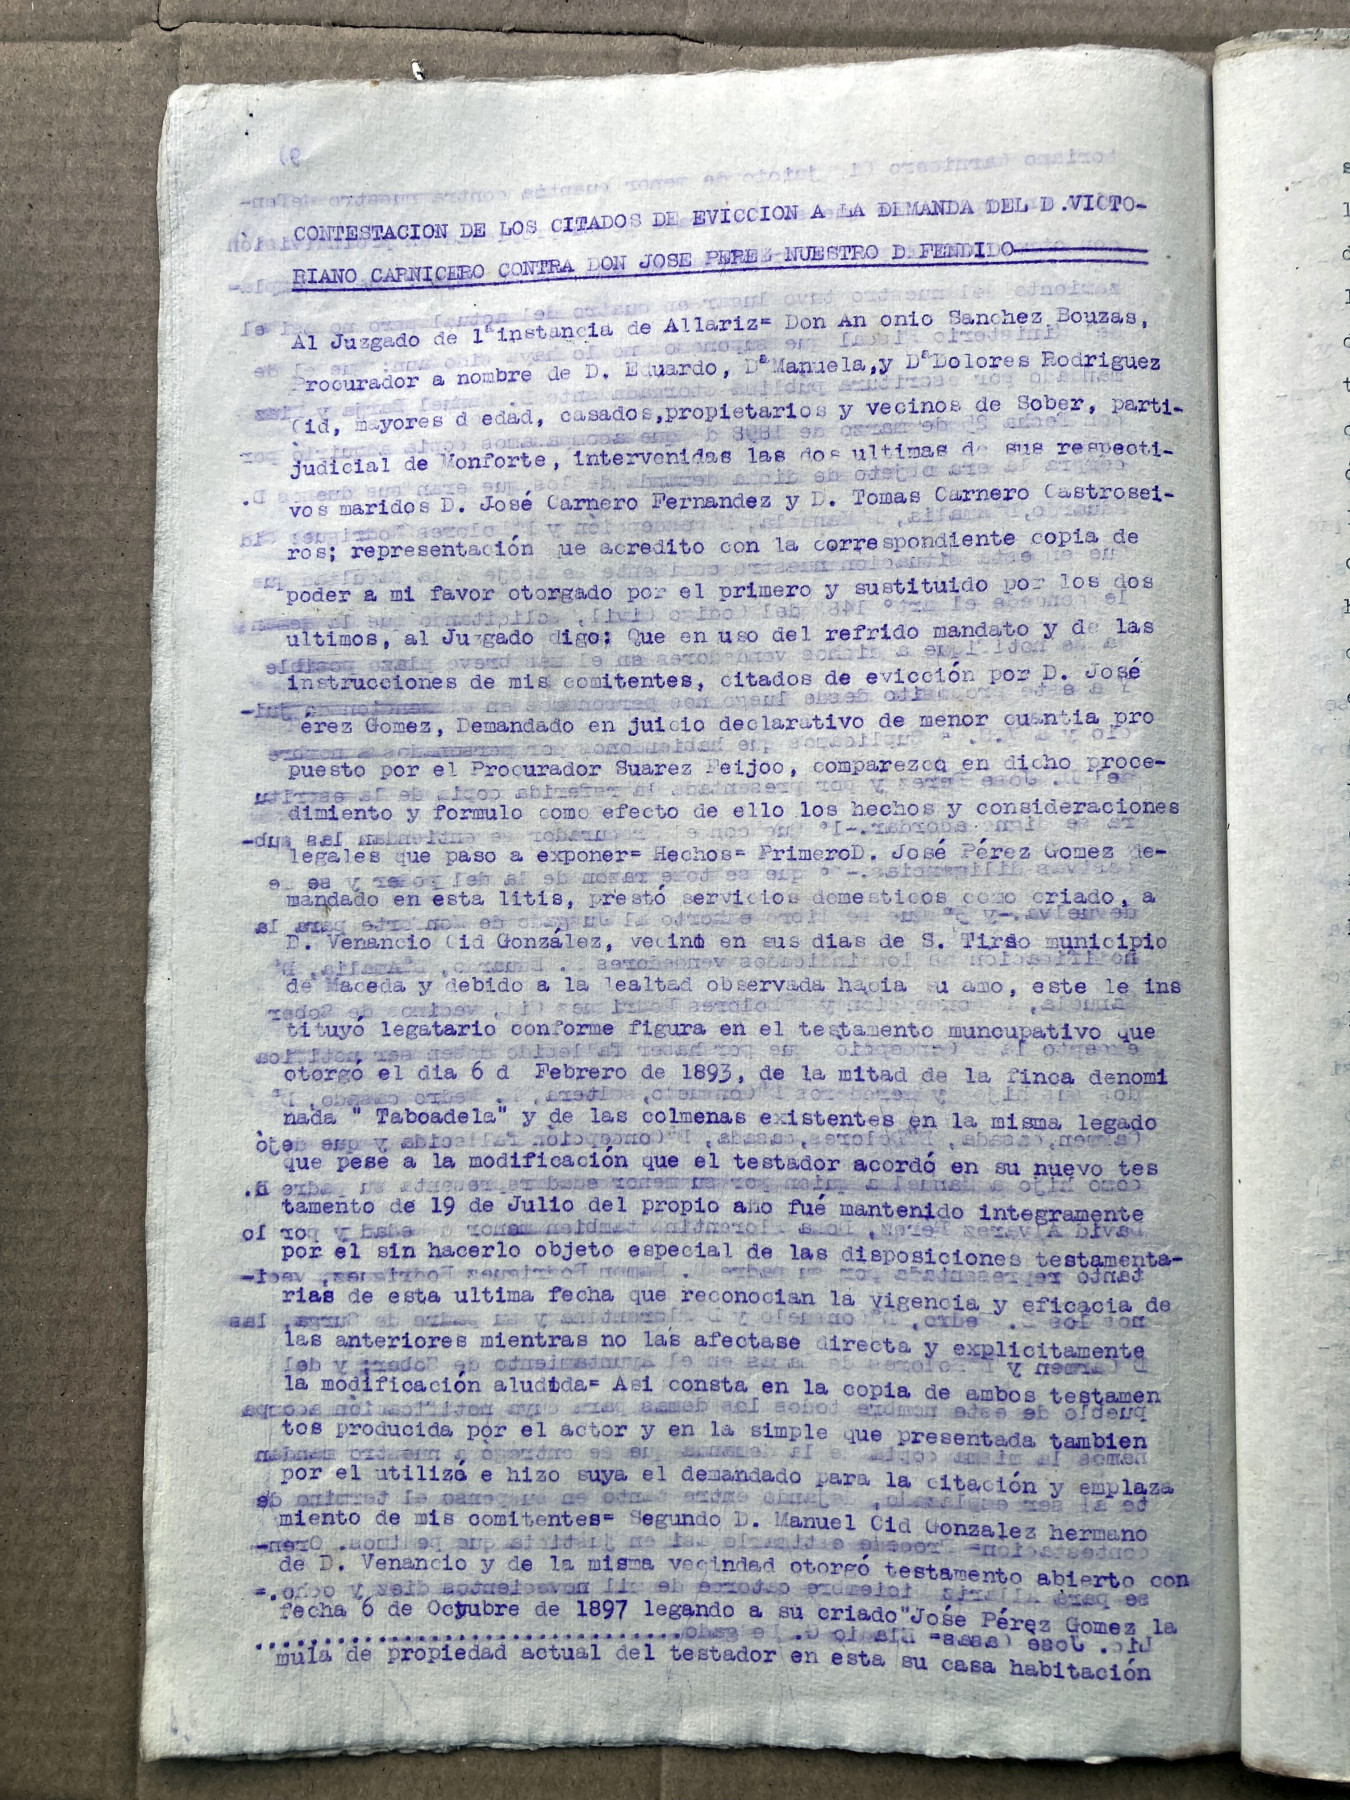 CONTESTACION DE LOS CITADOS DE EVICCION A LA DEMANDA DEL D.VICTO-
RIANO CARNICERO CONTRA DON JOSE PEREZ NUESTRO D FENDIDO
Al Juzgado de 1ª instancia de Allariz= Don An onio Sanchez Bouzas,
Procurador a nombre de D. Eduardo, Dª Manuela,y Dª Dolores Rodriguez
Cid, mayores d edad, casados,propietarios y vecinos de Sober, parti-
judicial de Monforte, intervenidas las dos ultimas de sus respecti-
vos maridos D. José Carnero Fernandez y D. Tomas Carnero Castrosei-
ros; representación que acredito con la correspondiente copia de
poder a mi favor otorgado por el primero y sustituido por los dos
ultimos, al Juzgado digo: Que en uso del refrido mandato y de las
instrucciones de mis comitentes, citados de evicción por D. José
Pérez Gomez, Demandado en juicio declarativo de menor cuantia pro
puesto por el Procurador Suarez Feijoo, comparezco en dicho proce-
dimiento y formulo como efecto de ello los hechos y consideraciones
legales que paso a exponer= Hechos= PrimeroD. José Pérez Gomez de-
mandado en esta litis, prestó servicios domesticos como criado, a
D. Venancio Cid González, vecino en sus dias de S. Tirso municipio
de Maceda y debido a la lealtad observada hacia su amo, este le ins
tituyó legatario conforme figura en el testamento muncupativo que
otorgó el dia 6 d Febrero de 1893, de la mitad de la finca denomi
nada " Taboadela" y de las colmenas existentes en la misma legado
que pese a la modificación que el testador acordó en su nuevo tes
tamento de 19 de Julio del propio año fué mantenido integramente
por el sin hacerlo objeto especial de las disposiciones testamenta-
rias de esta ultima fecha que reconocian la vigencia y eficacia de
las anteriores mientras no las afectase directa y explicitamente
la modificación aludida= Asi consta en la copia de ambos testamen
tos producida por el actor y en la simple que presentada tambien
por el utilizó e hizo suya el demandado para la citación y emplaza
miento de mis comitentes= Segundo D. Manuel Cid Gonzalez hermano
de D. Venancio y de la misma vecindad otorgó testamento abierto con
fecha 6 de Octubre de 1897 legando a su criado"José Pérez Gomez la
mula de propiedad actual del testador en esta su casa habitación